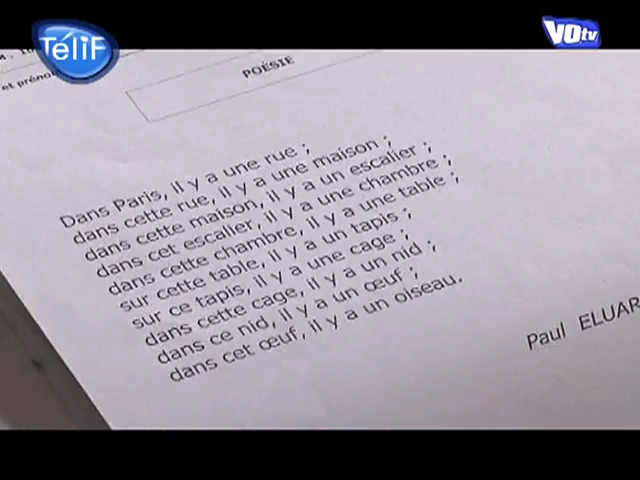 TéliF
VOtv
et prénom
POÉSIE
Dans Paris, il y a une rue ;
dans cette rue, il y a une maison ;
dans cette maison, il y a un escalier ;
dans cet escalier, il y a une chambre ;
dans cette chambre, il y a une table ;
sur cette table, il y a un tapis ;
sur ce tapis, il y a une cage ;
dans cette cage, il y a un nid ;
dans ce nid, il y a un œuf ;
dans cet œuf, il y a un oiseau.
Paul ELUAR